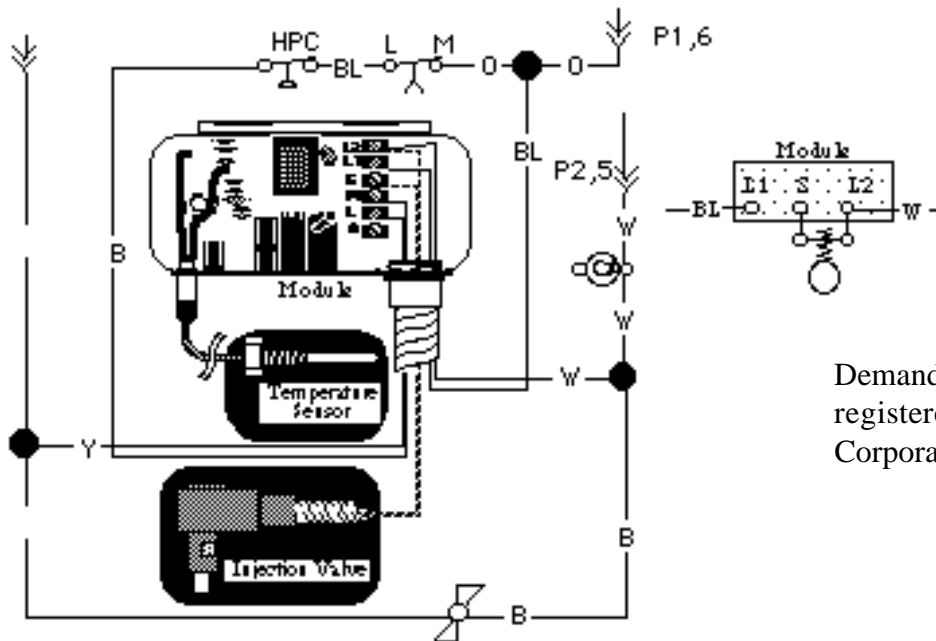 HPC
L
M
P1,6
BL
O
O
BL
P2,5
Module
L1
S
L2
BL
W
W
B
Module
W
W
Temperature
Sensor
Y
Injection Valve
B
B
Demand
registere
Corpora